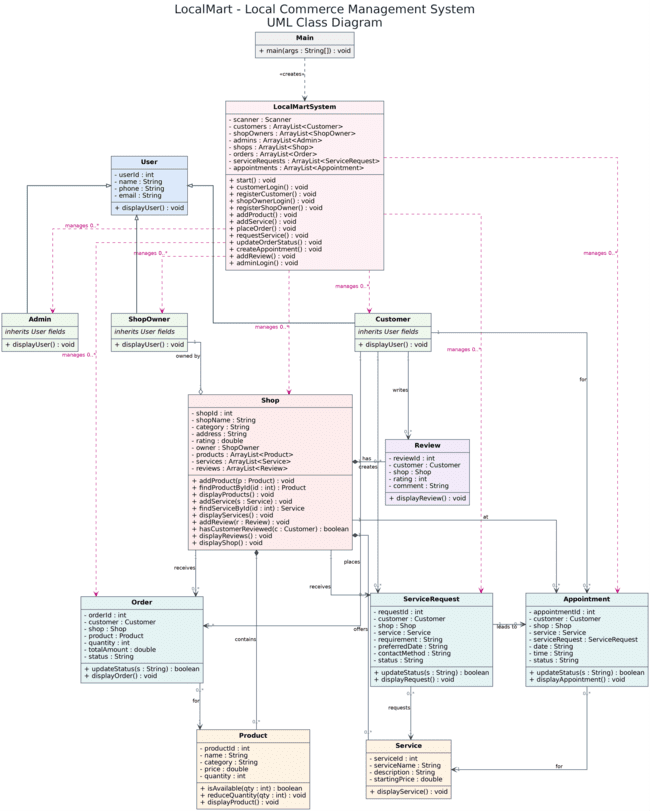 LocalMart - Local Commerce Management System
UML Class Diagram
Main
+ main(args : String[]) : void
«creates»
LocalMartSystem
- scanner : Scanner
- customers : ArrayList<Customer>
- shopOwners : ArrayList<ShopOwner>
- admins : ArrayList<Admin>
- shops : ArrayList<Shop>
- orders : ArrayList<Order>
- serviceRequests : ArrayList<ServiceRequest>
- appointments : ArrayList<Appointment>
+ start() : void
+ customerLogin() : void
+ registerCustomer() : void
+ shopOwnerLogin() : void
+ registerShopOwner() : void
+ addProduct() : void
+ addService() : void
+ placeOrder() : void
+ requestService() : void
+ updateOrderStatus() : void
+ createAppointment() : void
+ addReview() : void
+ adminLogin() : void
User
- userId : int
- name : String
- phone : String
- email : String
+ displayUser() : void
manages 0..*
manages 0..*
manages 0..*
manages 0..*
manages 0..*
manages 0..*
manages 0..*
Admin
inherits User fields
+ displayUser() : void
ShopOwner
inherits User fields
+ displayUser() : void
Customer
inherits User fields
+ displayUser() : void
owned by
writes
for
Shop
- shopId : int
- shopName : String
- category : String
- address : String
- rating : double
- owner : ShopOwner
- products : ArrayList<Product>
- services : ArrayList<Service>
- reviews : ArrayList<Review>
+ addProduct(p : Product) : void
+ findProductById(id : int) : Product
+ displayProducts() : void
+ addService(s : Service) : void
+ findServiceById(id : int) : Service
+ displayServices() : void
+ addReview(r : Review) : void
+ hasCustomerReviewed(c : Customer) : boolean
+ displayReviews() : void
+ displayShop() : void
has
creates
Review
- reviewId : int
- customer : Customer
- shop : Shop
- rating : int
- comment : String
+ displayReview() : void
at
places
receives
receives
Order
- orderId : int
- customer : Customer
- shop : Shop
- product : Product
- quantity : int
- totalAmount : double
- status : String
+ updateStatus(s : String) : boolean
+ displayOrder() : void
ServiceRequest
- requestId : int
- customer : Customer
- shop : Shop
- service : Service
- requirement : String
- preferredDate : String
- contactMethod : String
- status : String
+ updateStatus(s : String) : boolean
+ displayRequest() : void
leads to
Appointment
- appointmentId : int
- customer : Customer
- shop : Shop
- service : Service
- serviceRequest : ServiceRequest
- date : String
- time : String
- status : String
+ updateStatus(s : String) : boolean
+ displayAppointment() : void
offers
contains
for
requests
for
Product
- productId : int
- name : String
- category : String
- price : double
- quantity : int
+ isAvailable(qty : int) : boolean
+ reduceQuantity(qty : int) : void
+ displayProduct() : void
Service
- serviceId : int
- serviceName : String
- description : String
- startingPrice : double
+ displayService() : void